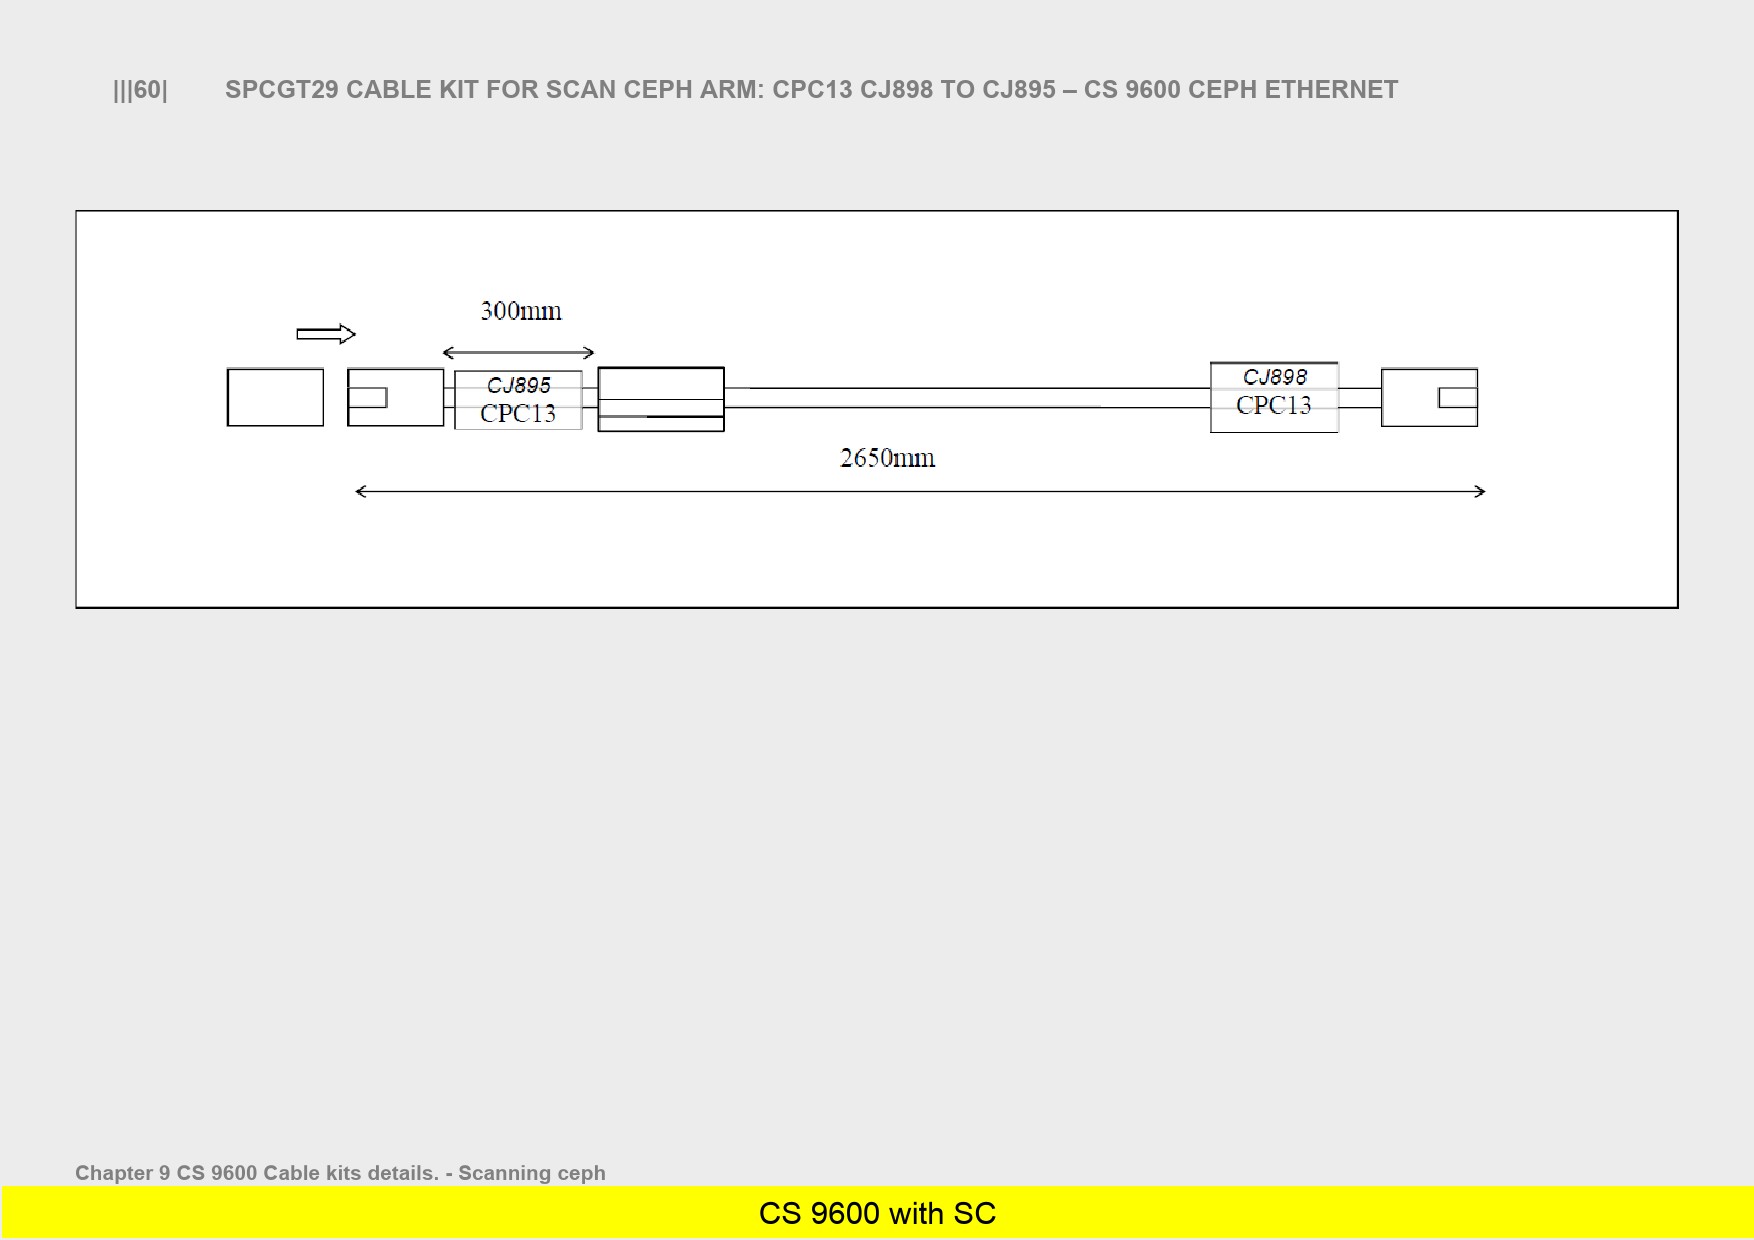 |||60| SPCGT29 CABLE KIT FOR SCAN CEPH ARM: CPC13 CJ898 TO CJ895 – CS 9600 CEPH ETHERNET
300mm
CJ895
CPC13
CJ898
CPC13
2650mm
Chapter 9 CS 9600 Cable kits details. - Scanning ceph
CS 9600 with SC